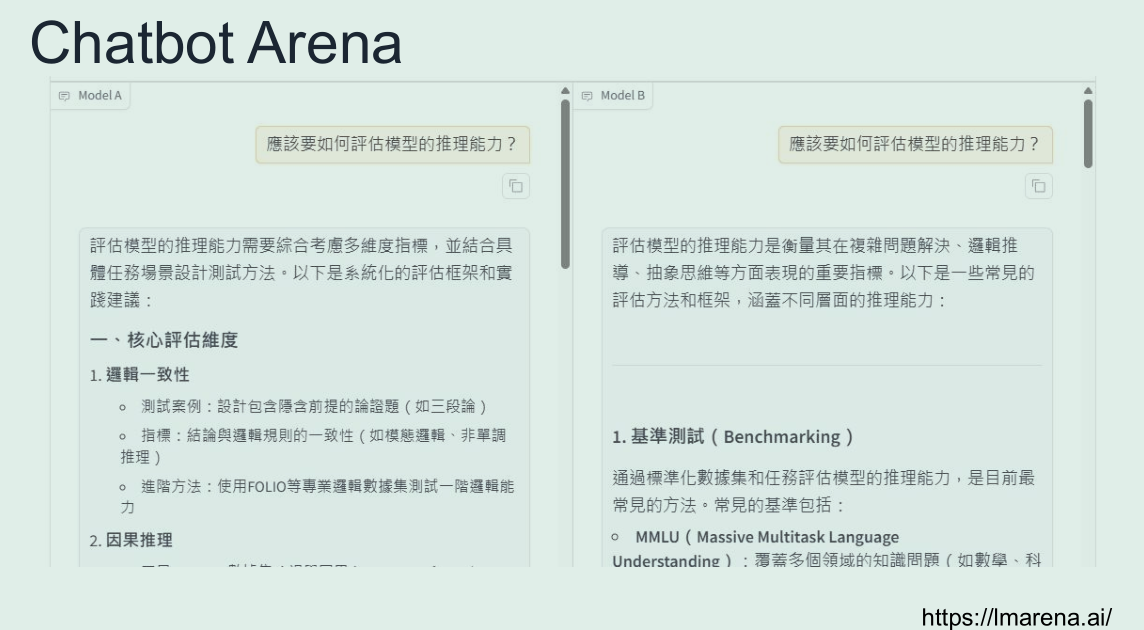 Chatbot Arena
Model A
應該要如何評估模型的推理能力？
評估模型的推理能力需要綜合考慮多維度指標，並結合具
體任務場景設計測試方法。以下是系統化的評估框架和實
踐建議：
一、核心評估維度
1. 邏輯一致性
測試案例：設計包含隱含前提的論證題（如三段論）
指標：結論與邏輯規則的一致性（如模態邏輯、非單調
推理）
進階方法：使用FOLIO等專業邏輯數據集測試一階邏輯能
力
2. 因果推理
Model B
應該要如何評估模型的推理能力？
評估模型的推理能力是衡量其在複雜問題解決、邏輯推
導、抽象思維等方面表現的重要指標。以下是一些常見的
評估方法和框架，涵蓋不同層面的推理能力：
1. 基準測試（Benchmarking）
通過標準化數據集和任務評估模型的推理能力，是目前最
常見的方法。常見的基準包括：
MMLU（Massive Multitask Language
Understanding）：覆蓋多個領域的知識問題（如數學、科
https://lmarena.ai/